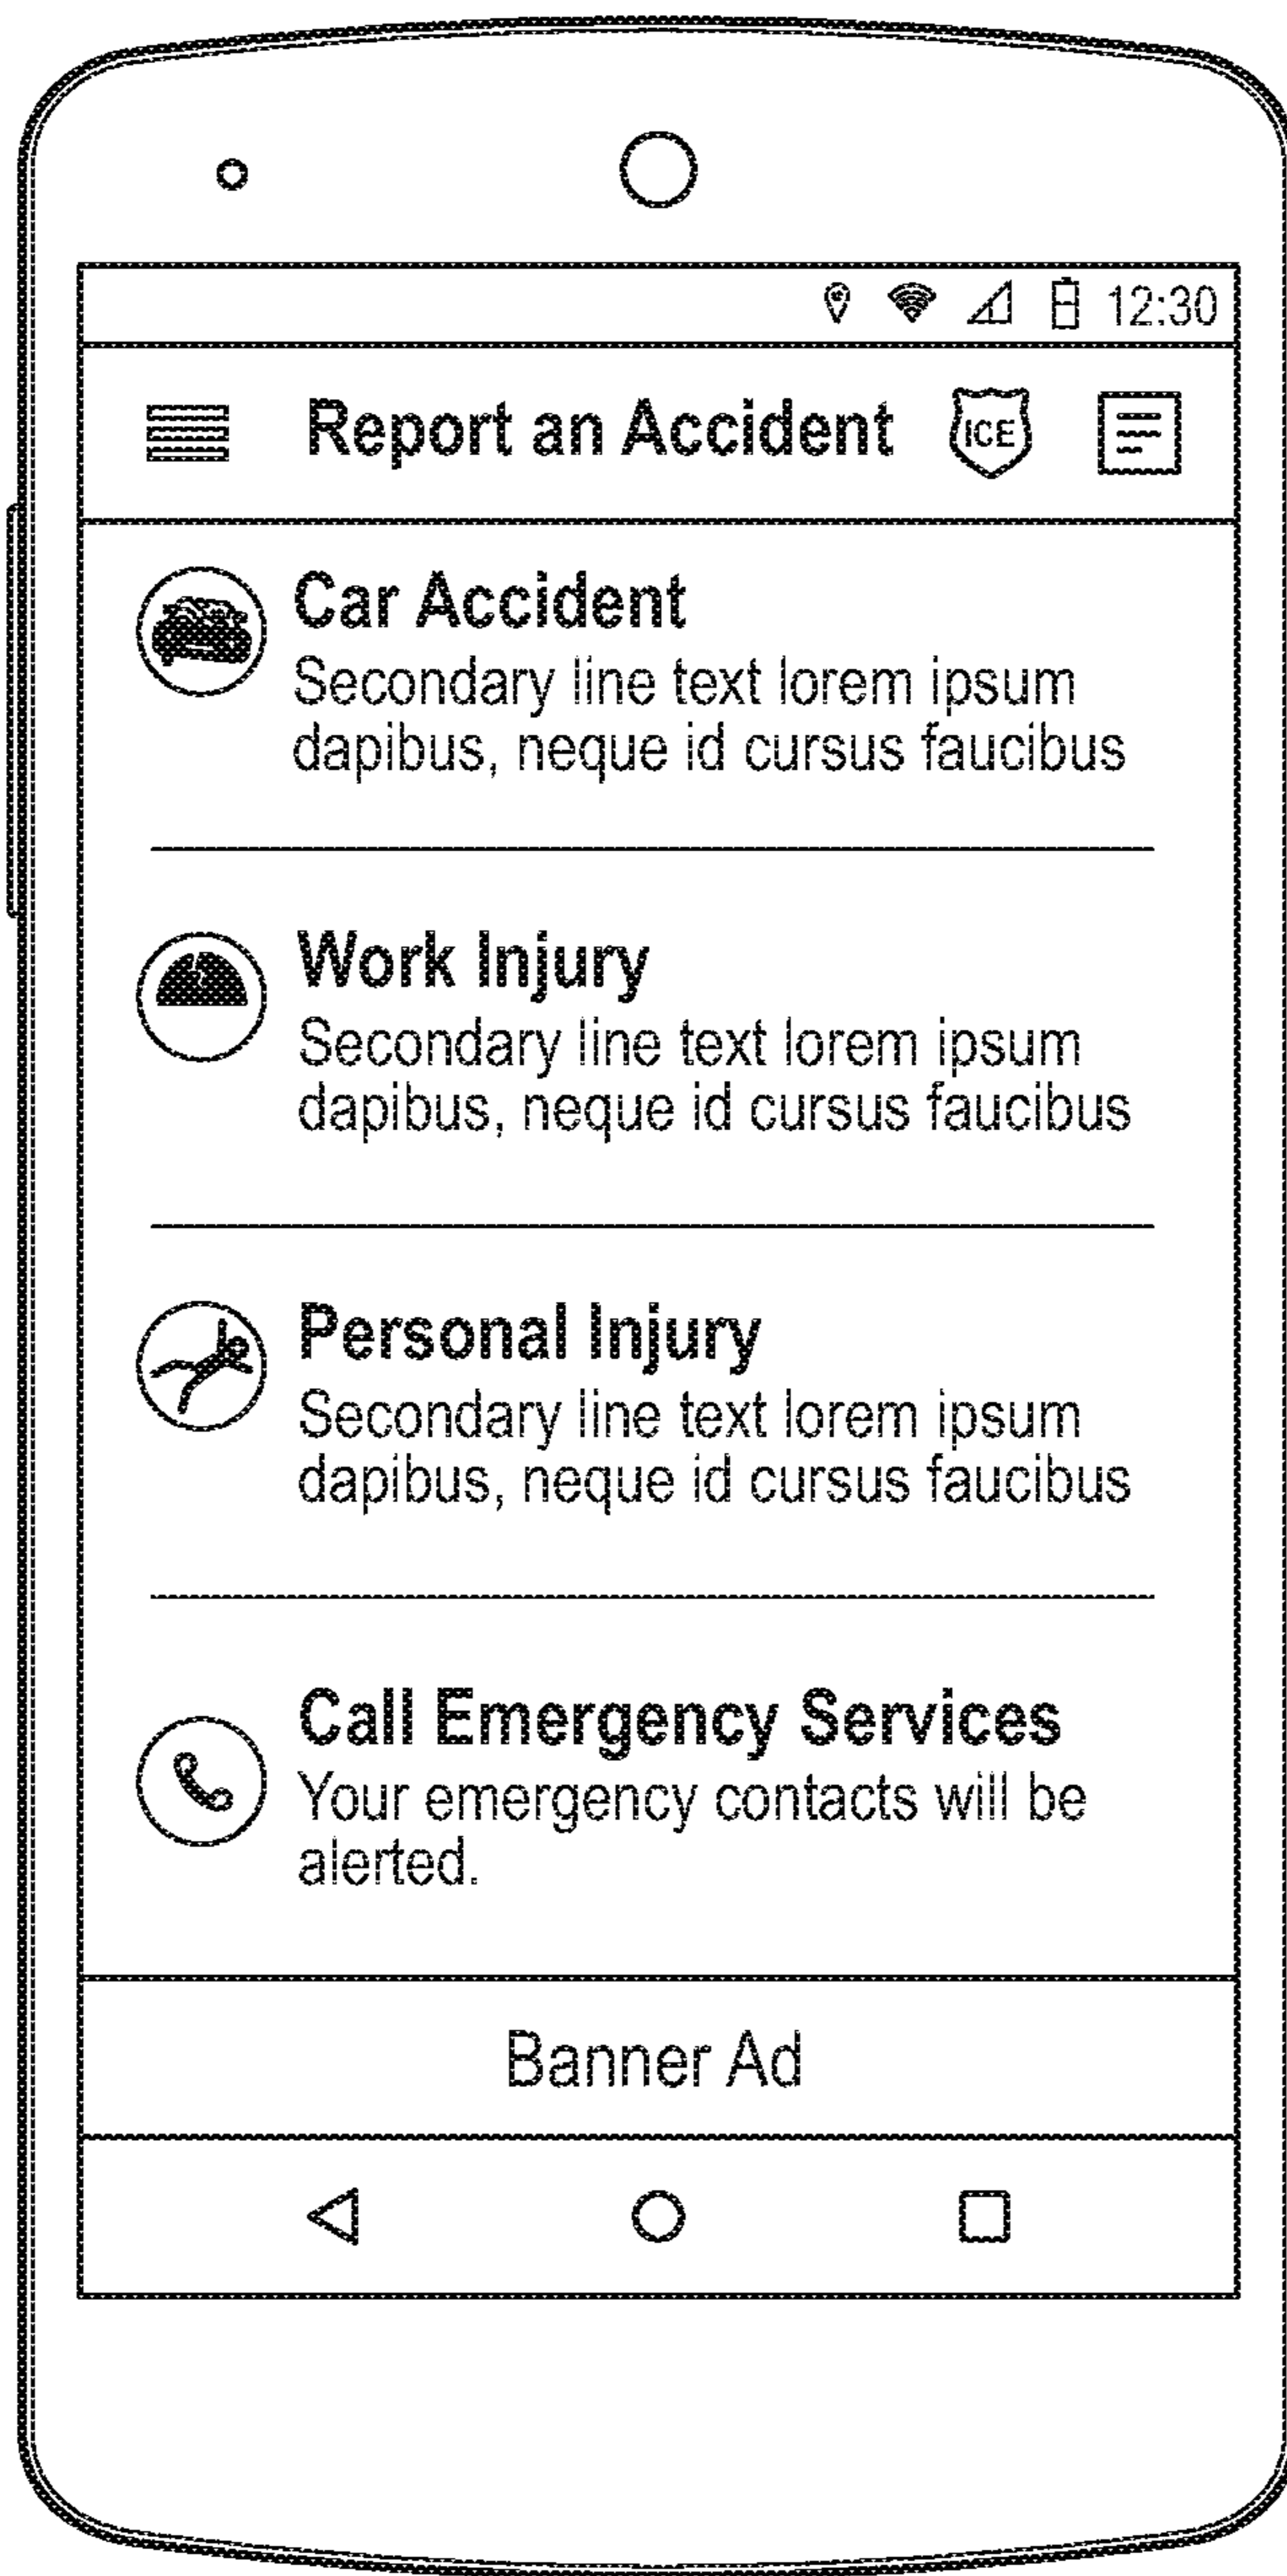 12:30
Report an Accident ICE
Car Accident
Secondary line text lorem ipsum
dapibus, neque id cursus faucibus
Work Injury
Secondary line text lorem ipsum
dapibus, neque id cursus faucibus
Personal Injury
Secondary line text lorem ipsum
dapibus, neque id cursus faucibus
Call Emergency Services
Your emergency contacts will be
alerted.
Banner Ad